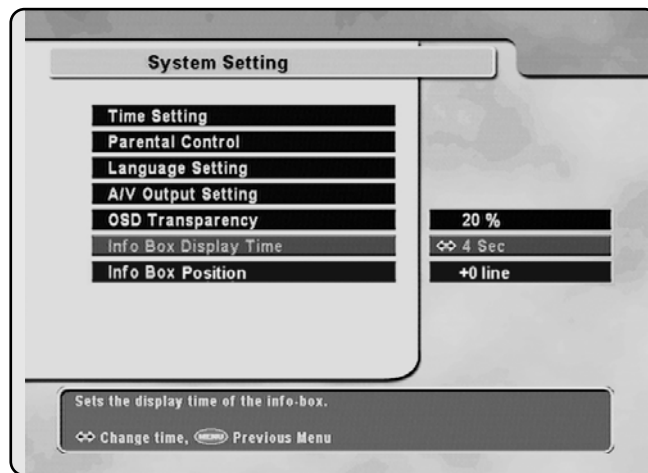 System Setting
Time Setting
Parental Control
Language Setting
A/V Output Setting
OSD Transparency 20 %
Info Box Display Time 4 Sec
Info Box Position +0 line
Sets the display time of the info-box.
Change time, MENU Previous Menu